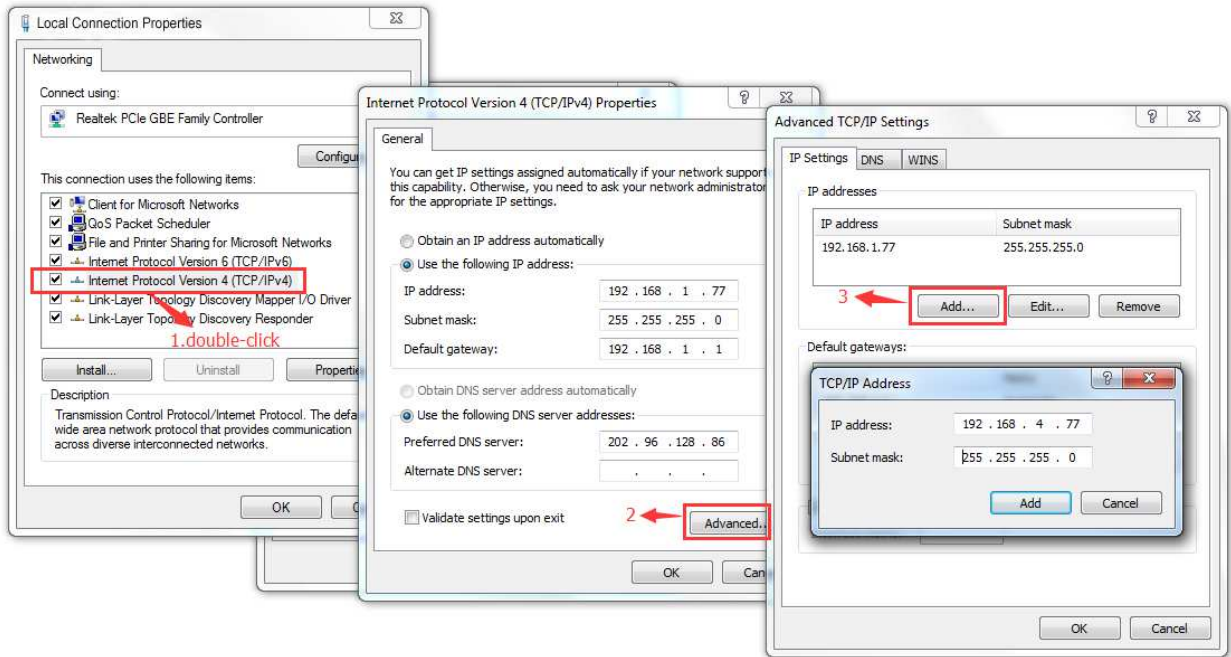 Local Connection Properties
Networking
Connect using:
Realtek PCIe GBE Family Controller
Configu
This connection uses the following items:
Client for Microsoft Networks
QoS Packet Scheduler
File and Printer Sharing for Microsoft Networks
Internet Protocol Version 6 (TCP/IPv6)
Internet Protocol Version 4 (TCP/IPv4)
Link-Layer Topology Discovery Mapper I/O Driver
Link-Layer Topology Discovery Responder
1.double-click
Install...
Uninstall
Propertie
Description
Transmission Control Protocol/Internet Protocol. The defa
wide area network protocol that provides communication
across diverse interconnected networks.
OK
C
Internet Protocol Version 4 (TCP/IPv4) Properties
General
You can get IP settings assigned automatically if your network support
this capability. Otherwise, you need to ask your network administrator
for the appropriate IP settings.
Obtain an IP address automatically
Use the following IP address:
IP address: 192 . 168 . 1 . 77
Subnet mask: 255 . 255 . 255 . 0
Default gateway: 192 . 168 . 1 . 1
Obtain DNS server address automatically
Use the following DNS server addresses:
Preferred DNS server: 202 . 96 . 128 . 86
Alternate DNS server: . . .
Validate settings upon exit
2
Advanced..
OK
Can
Advanced TCP/IP Settings
IP Settings DNS WINS
IP addresses
IP address Subnet mask
192.168.1.77 255.255.255.0
3
Add... Edit... Remove
Default gateways:
TCP/IP Address
IP address: 192 . 168 . 4 . 77
Subnet mask: 255 . 255 . 255 . 0
Add Cancel
OK Cancel